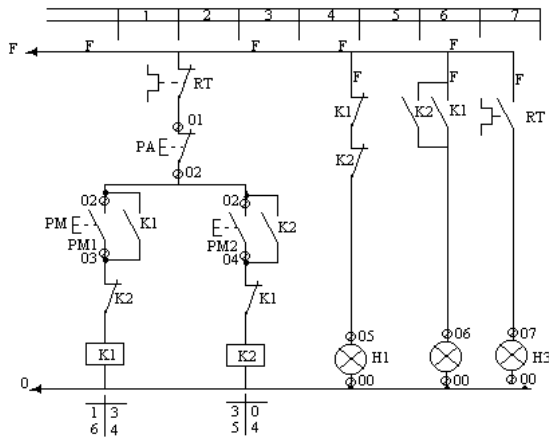 1 2 3 4 5 6 7
F F F F F
F F F
RT
K1 K2 K1 RT
01
PA
K2
02
02 02
PM K1 K2
PM1 PM2
03 04
K2 K1
05 06 07
K1 K2 H1 H3
0 00 00 00
1 3 3 0
6 4 5 4